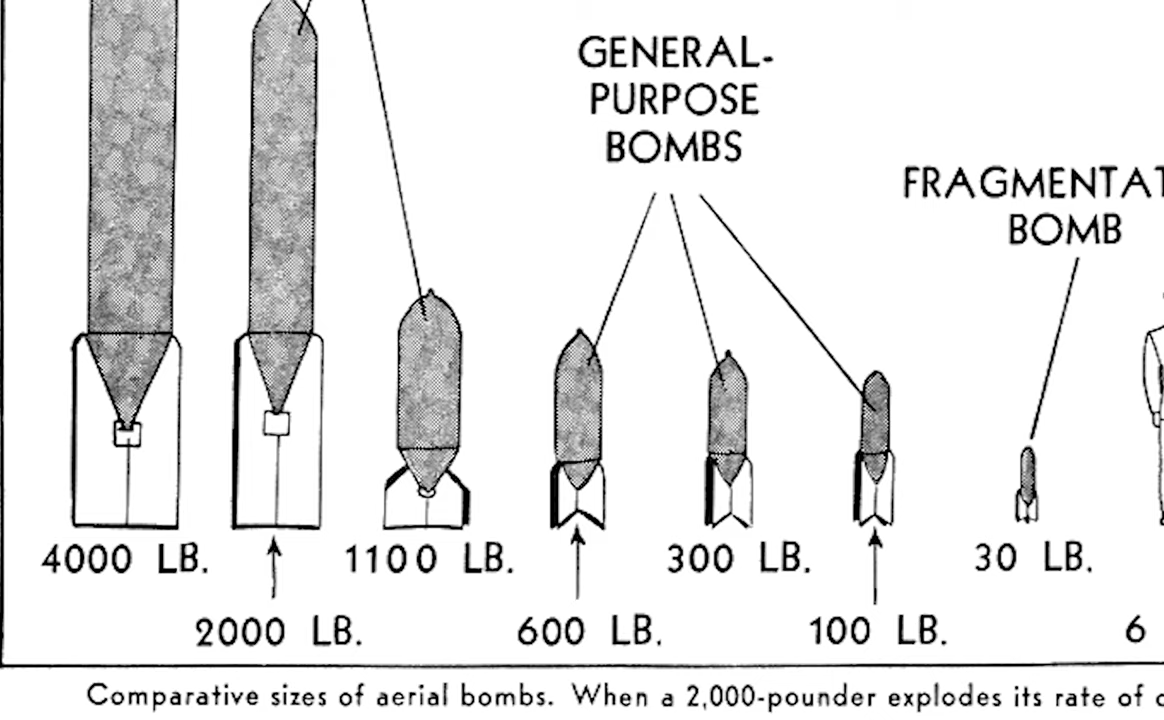 GENERAL-
PURPOSE
BOMBS
BOMB
4000 LB.
1100 LB.
300 LB.
30 LB.
2000 LB.
600 LB.
100 LB.
6
Comparative sizes of aerial bombs. When a 2,000-pounder explodes its rate of